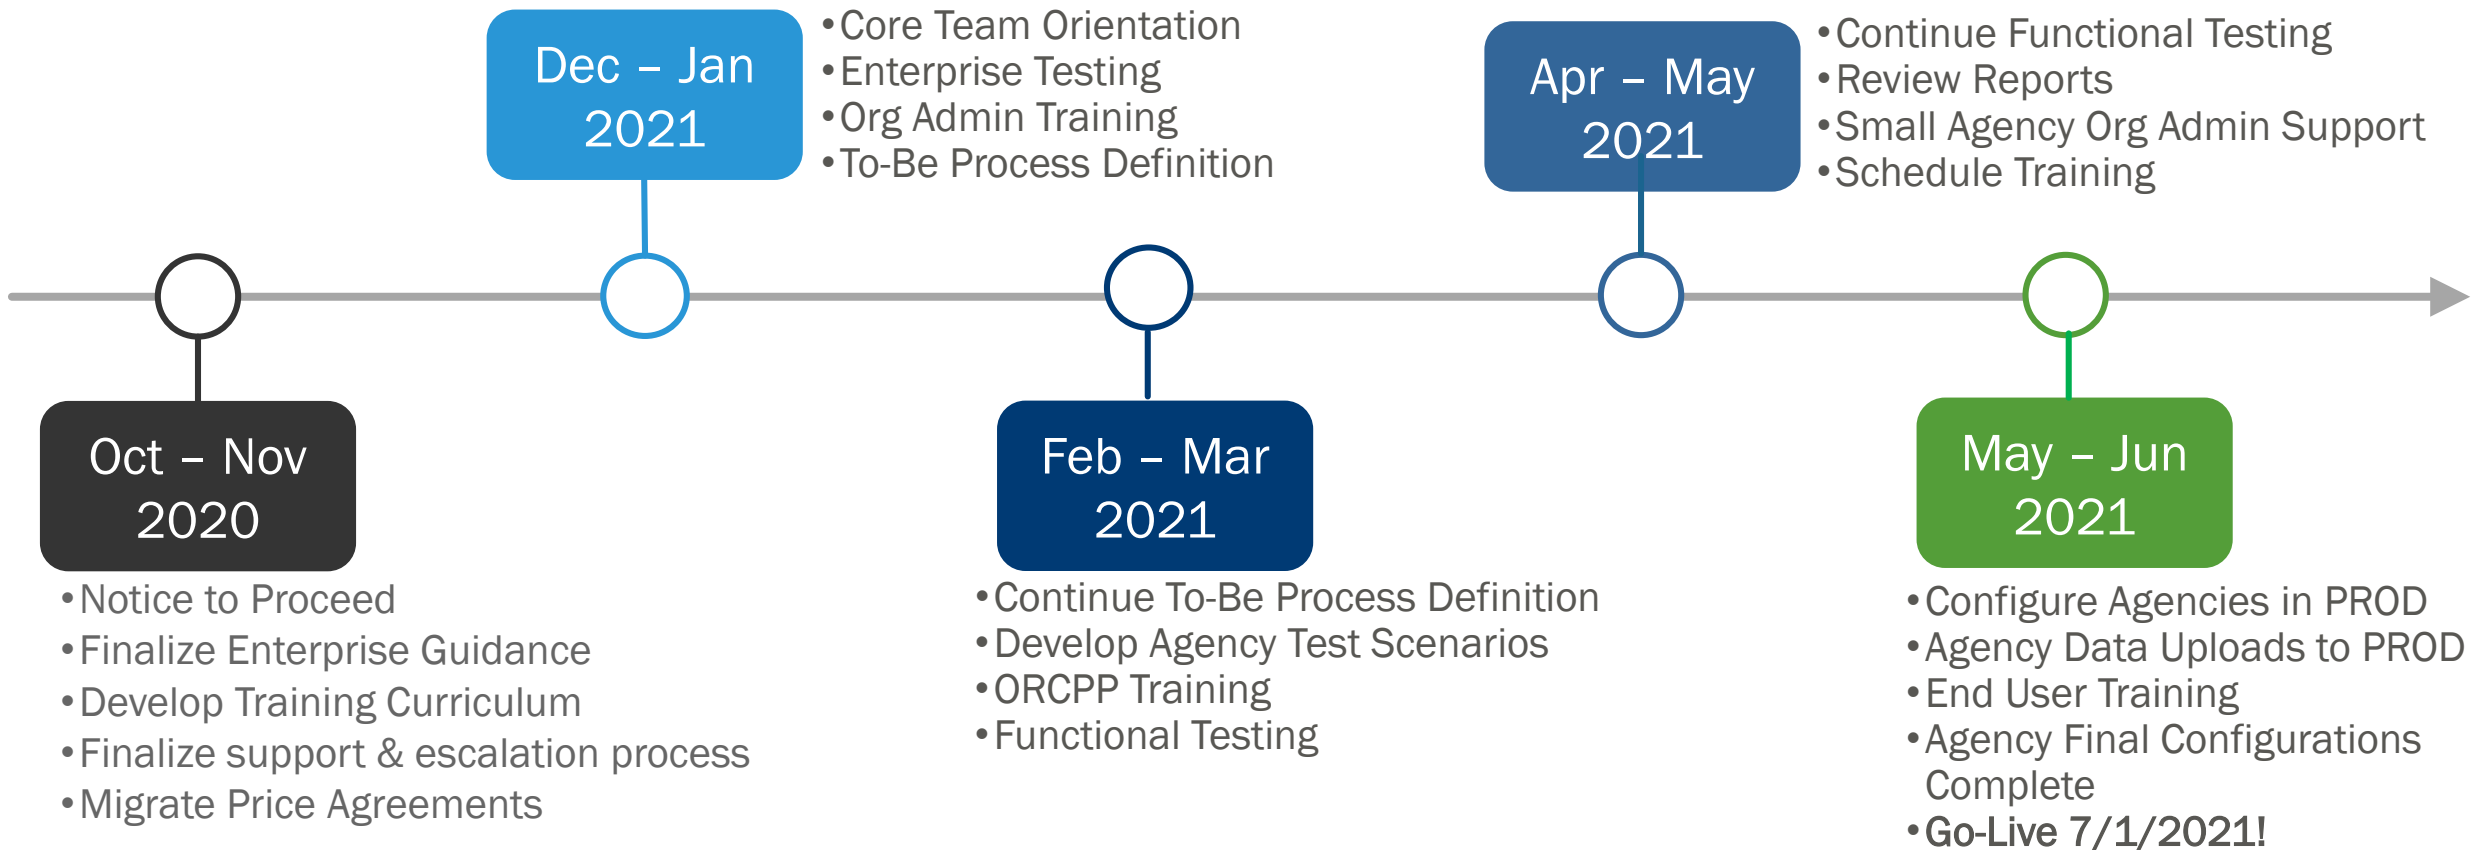 Oct – Nov
2020
•Notice to Proceed
•Finalize Enterprise Guidance
•Develop Training Curriculum
•Finalize support & escalation process
•Migrate Price Agreements
Dec – Jan
2021
•Core Team Orientation
•Enterprise Testing
•Org Admin Training
•To-Be Process Definition
Feb – Mar
2021
•Continue To-Be Process Definition
•Develop Agency Test Scenarios
•ORCPP Training
•Functional Testing
Apr – May
2021
•Continue Functional Testing
•Review Reports
•Small Agency Org Admin Support
•Schedule Training
May – Jun
2021
•Configure Agencies in PROD
•Agency Data Uploads to PROD
•End User Training
•Agency Final Configurations
Complete
•Go-Live 7/1/2021!